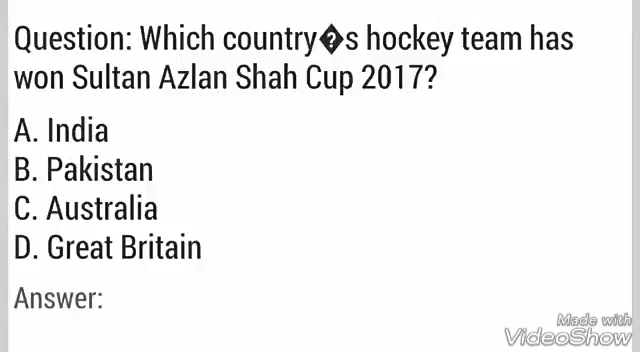 Question: Which country�s hockey team has
won Sultan Azlan Shah Cup 2017?
A. India
B. Pakistan
C. Australia
D. Great Britain
Answer:
Made with
VideoShow